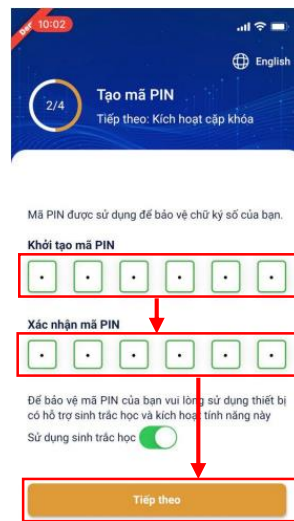 10:02
English
2/4
Tạo mã PIN
Tiếp theo: Kích hoạt cặp khóa
Mã PIN được sử dụng để bảo vệ chữ ký số của bạn.
Khởi tạo mã PIN
Xác nhận mã PIN
Để bảo vệ mã PIN của bạn vui lòng sử dụng thiết bị
có hỗ trợ sinh trắc học và kích hoạt tính năng này
Sử dụng sinh trắc học
Tiếp theo